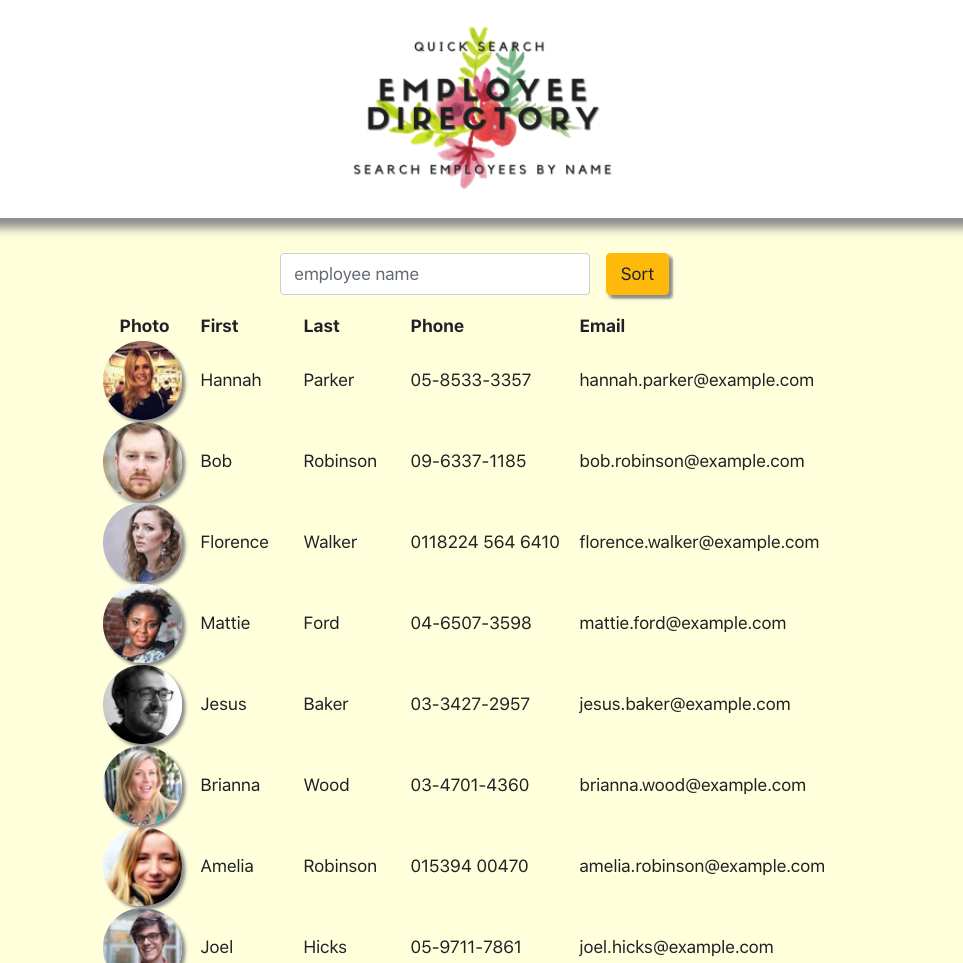 QUICK SEARCH
EMPLOYEE
DIRECTORY
SEARCH EMPLOYEES BY NAME
employee name Sort
Photo First Last Phone Email
Hannah Parker 05-8533-3357 hannah.parker@example.com
Bob Robinson 09-6337-1185 bob.robinson@example.com
Florence Walker 0118224 564 6410 florence.walker@example.com
Mattie Ford 04-6507-3598 mattie.ford@example.com
Jesus Baker 03-3427-2957 jesus.baker@example.com
Brianna Wood 03-4701-4360 brianna.wood@example.com
Amelia Robinson 015394 00470 amelia.robinson@example.com
Joel Hicks 05-9711-7861 joel.hicks@example.com